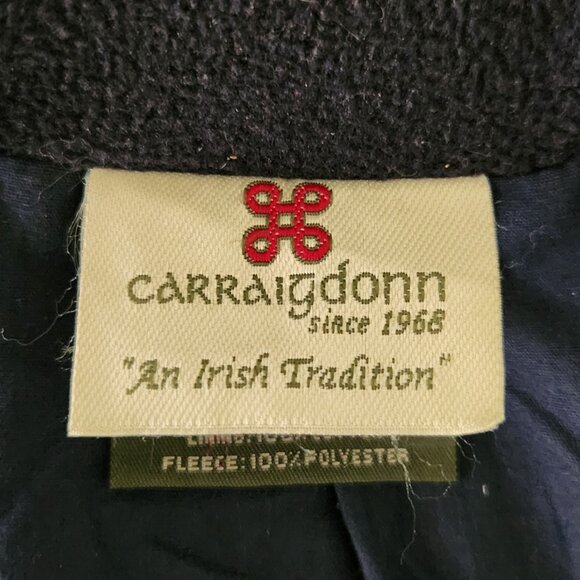 CARRAIGDONN
since 1968
"An Irish Tradition"
FLEECE: 100% POLYESTER